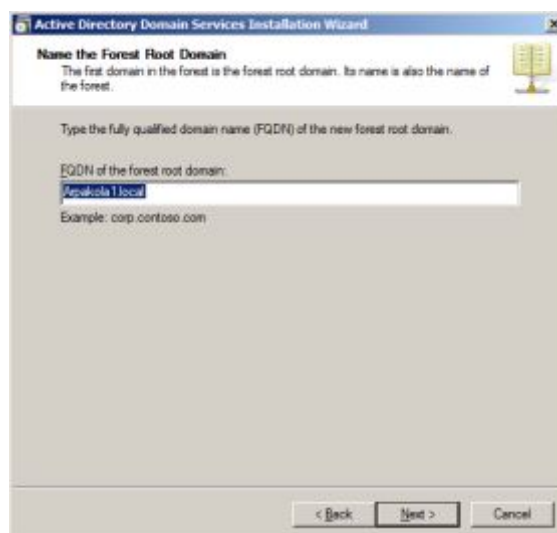 Active Directory Domain Services Installation Wizard
Name the Forest Root Domain
The first domain in the forest is the forest root domain. Its name is also the name of
the forest.
Type the fully qualified domain name (FQDN) of the new forest root domain.
FQDN of the forest root domain:
Arpakola1.local
Example: corp.contoso.com
< Back
Next >
Cancel